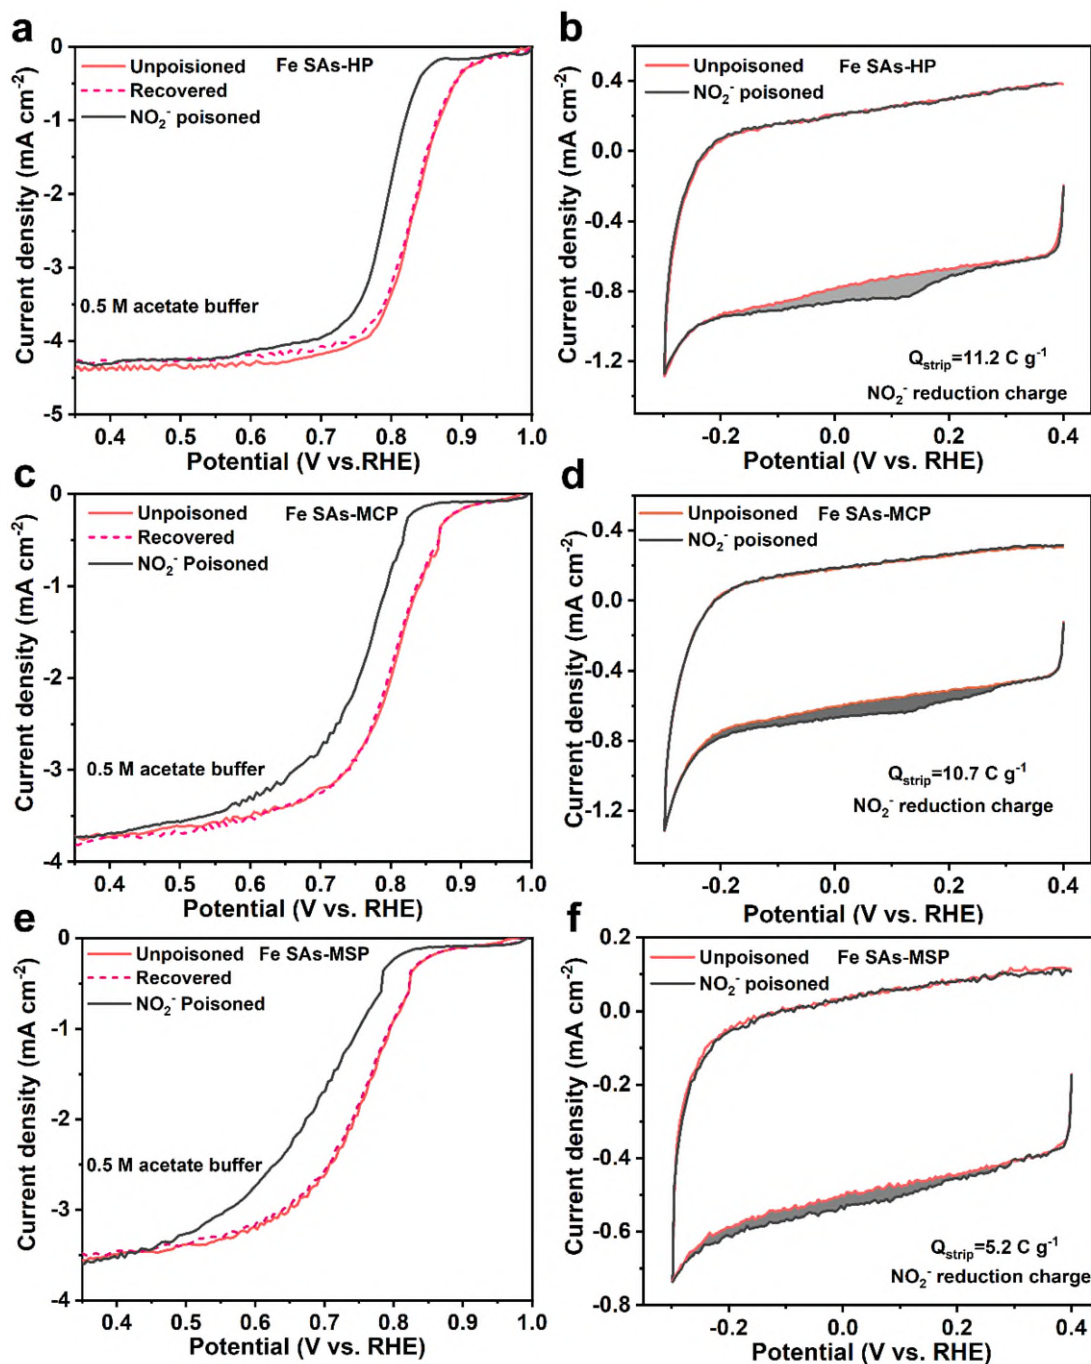 a
Unpoisioned Fe SAs-HP
Recovered
NO₂⁻ poisoned
0.5 M acetate buffer
Current density (mA cm⁻²)
0
-1
-2
-3
-4
-5
0.4 0.5 0.6 0.7 0.8 0.9 1.0
Potential (V vs.RHE)
b
Unpoisoned Fe SAs-HP
NO₂⁻ poisoned
Current density (mA cm⁻²)
0.4
0.0
-0.4
-0.8
-1.2
Q_strip=11.2 C g⁻¹
NO₂⁻ reduction charge
-0.2 0.0 0.2 0.4
Potential (V vs. RHE)
c
Unpoisoned Fe SAs-MCP
Recovered
NO₂⁻ Poisoned
0.5 M acetate buffer
Current density (mA cm⁻²)
0
-1
-2
-3
-4
0.4 0.5 0.6 0.7 0.8 0.9 1.0
Potential (V vs. RHE)
d
Unpoisoned Fe SAs-MCP
NO₂⁻ poisoned
Current density (mA cm⁻²)
0.4
0.0
-0.4
-0.8
-1.2
Q_strip=10.7 C g⁻¹
NO₂⁻ reduction charge
-0.2 0.0 0.2 0.4
Potential (V vs. RHE)
e
Unpoisoned Fe SAs-MSP
Recovered
NO₂⁻ Poisoned
0.5 M acetate buffer
Current density (mA cm⁻²)
0
-1
-2
-3
-4
0.4 0.5 0.6 0.7 0.8 0.9 1.0
Potential (V vs. RHE)
f
Unpoisoned Fe SAs-MSP
NO₂⁻ poisoned
Current density (mA cm⁻²)
0.2
0.0
-0.2
-0.4
-0.6
-0.8
Q_strip=5.2 C g⁻¹
NO₂⁻ reduction charge
-0.2 0.0 0.2 0.4
Potential (V vs. RHE)